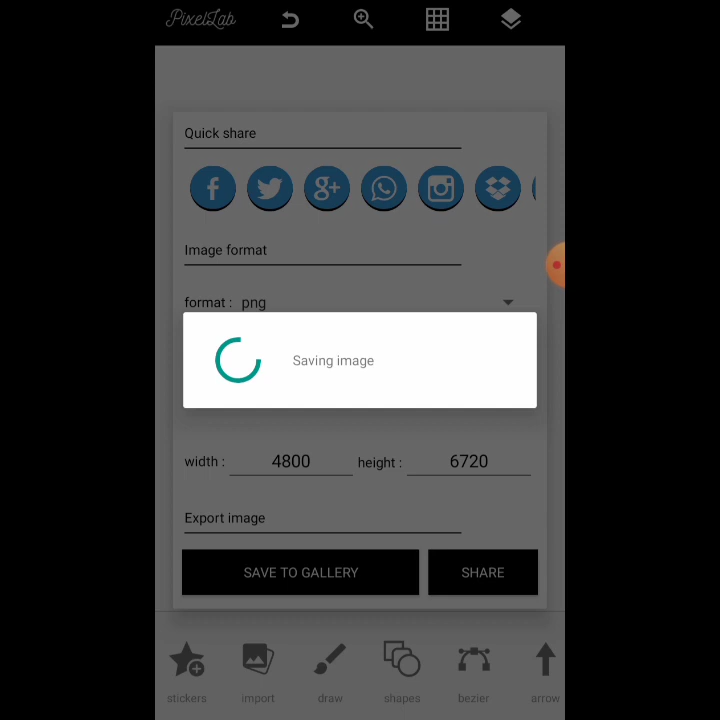 PixelLab
Quick share
Image format
format : png
Saving image
width : 4800 height : 6720
Export image
SAVE TO GALLERY SHARE
stickers import draw shapes bezier arrow